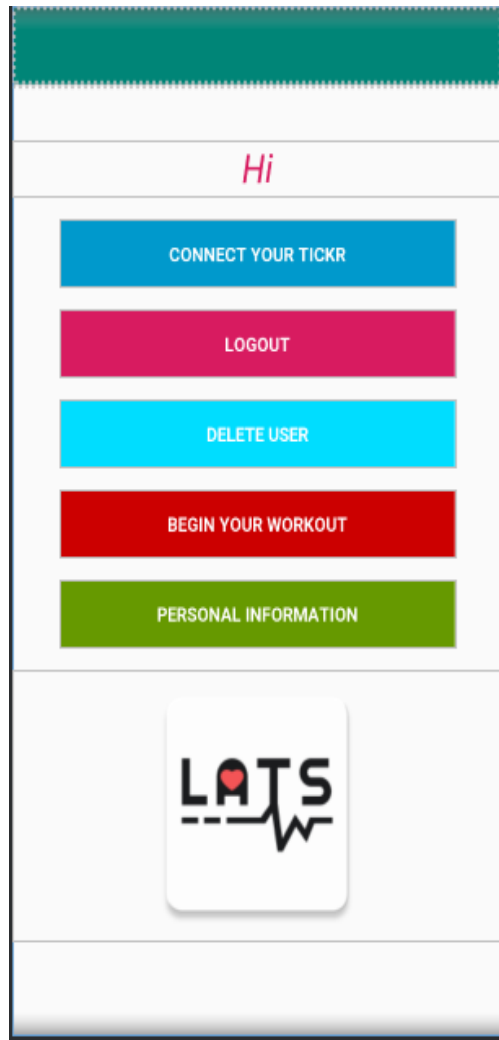 Hi
CONNECT YOUR TICKR
LOGOUT
DELETE USER
BEGIN YOUR WORKOUT
PERSONAL INFORMATION
LATS